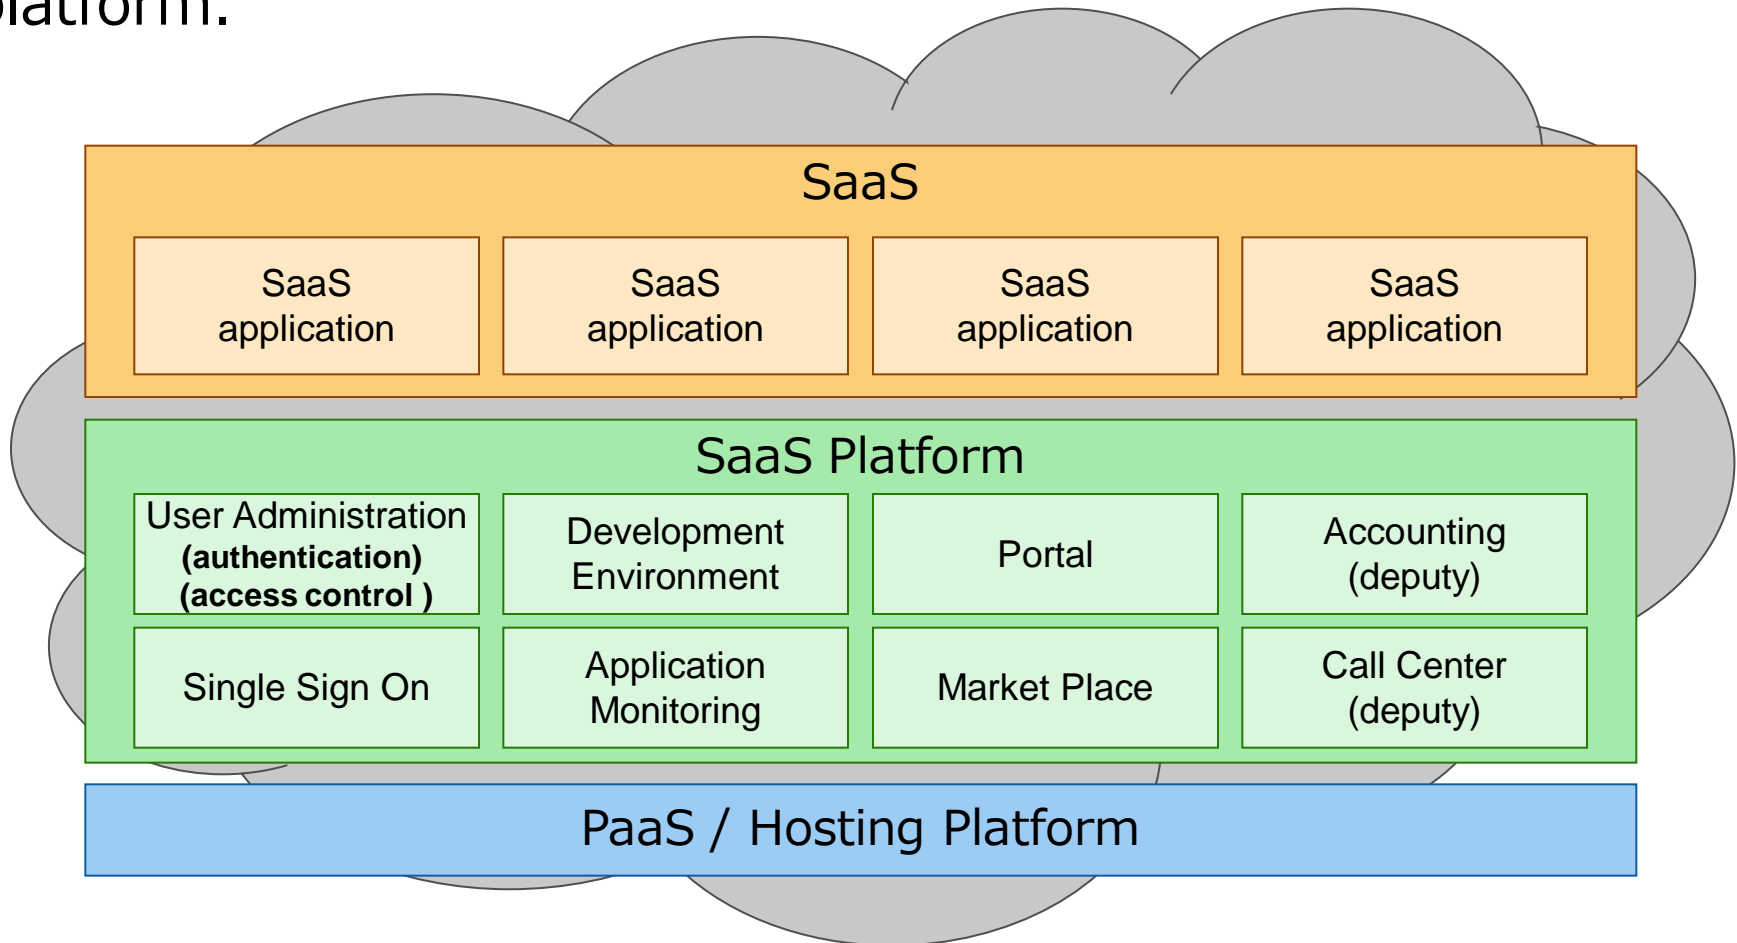 platform.
SaaS
SaaS
application
SaaS
application
SaaS
application
SaaS
application
SaaS Platform
User Administration
(authentication)
(access control )
Development
Environment
Portal
Accounting
(deputy)
Single Sign On
Application
Monitoring
Market Place
Call Center
(deputy)
PaaS / Hosting Platform